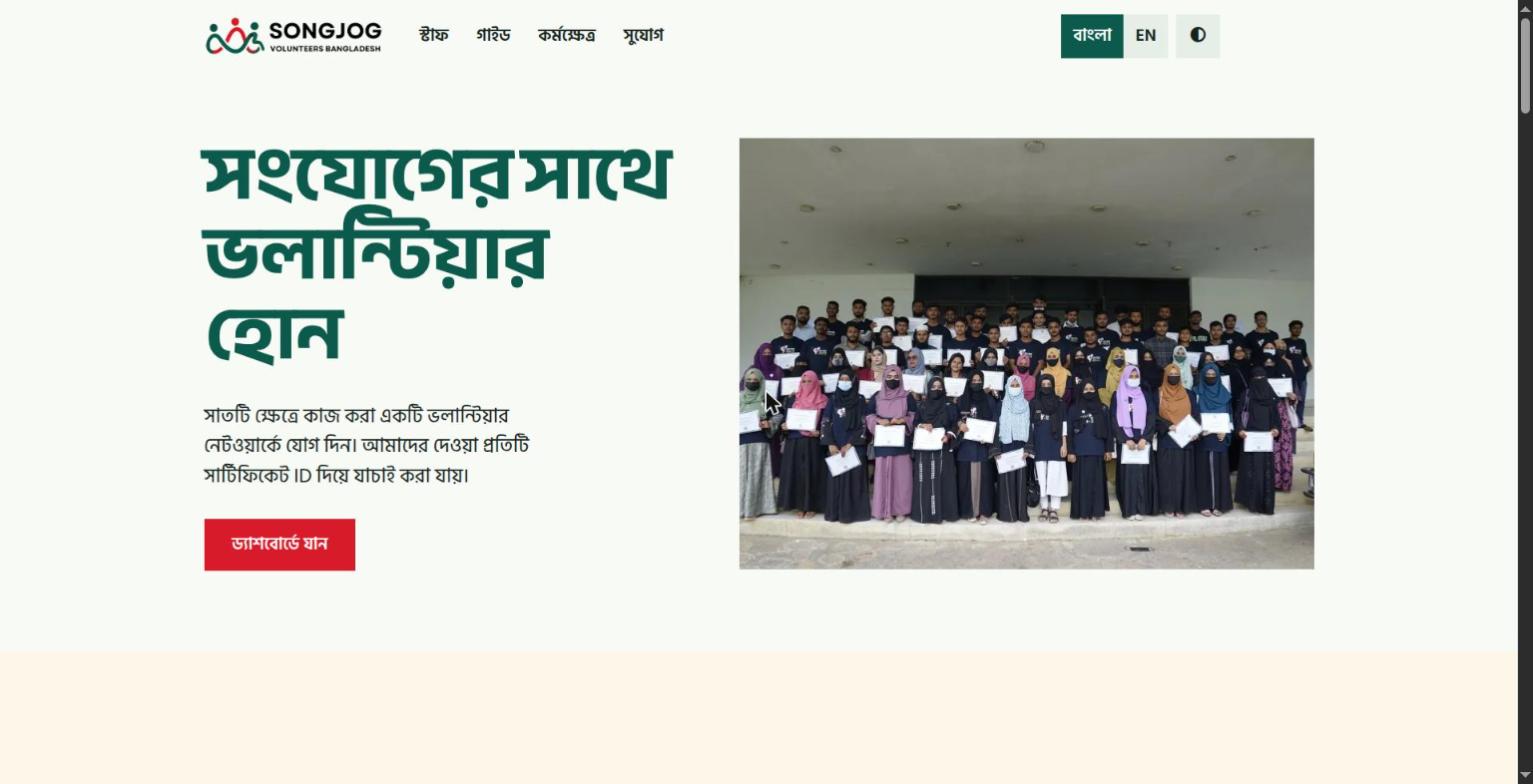 SONGJOG
VOLUNTEERS BANGLADESH
স্টাফ গাইড কর্মক্ষেত্র সুযোগ
বাংলা EN
সংযোগের সাথে
ভলান্টিয়ার
হোন
সাতটি ক্ষেত্রে কাজ করা একটি ভলান্টিয়ার
নেটওয়ার্কে যোগ দিন। আমাদের দেওয়া প্রতিটি
সার্টিফিকেট ID দিয়ে যাচাই করা যায়।
ড্যাশবোর্ডে যান